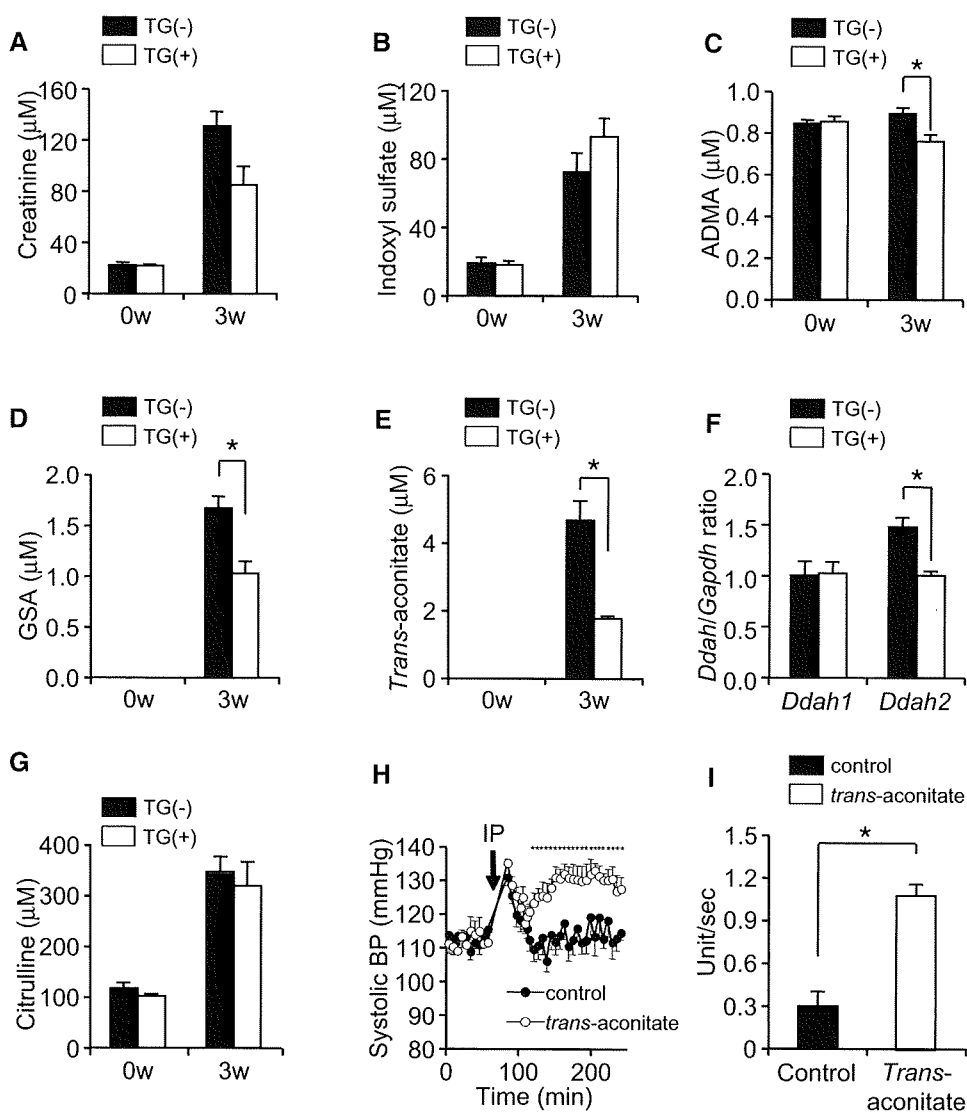 A
TG(-)
TG(+)
Creatinine (μM)
160
120
80
40
0
0w
3w
B
TG(-)
TG(+)
Indoxyl sulfate (μM)
120
80
40
0
0w
3w
C
TG(-)
TG(+)
*
ADMA (μM)
1.0
0.8
0.6
0.4
0.2
0.0
0w
3w
D
TG(-)
TG(+)
*
GSA (μM)
2.0
1.5
1.0
0.5
0.0
0w
3w
E
TG(-)
TG(+)
*
Trans-aconitate (μM)
6
4
2
0
0w
3w
F
TG(-)
TG(+)
*
Ddah/Gapdh ratio
2.0
1.5
1.0
0.5
0.0
Ddah1
Ddah2
G
TG(-)
TG(+)
Citrulline (μM)
400
300
200
100
0
0w
3w
H
IP
Systolic BP (mmHg)
140
130
120
110
100
90
80
control
trans-aconitate
0
100
200
Time (min)
I
control
trans-aconitate
*
Unit/sec
1.5
1.2
0.9
0.6
0.3
0
Control
Trans-
aconitate